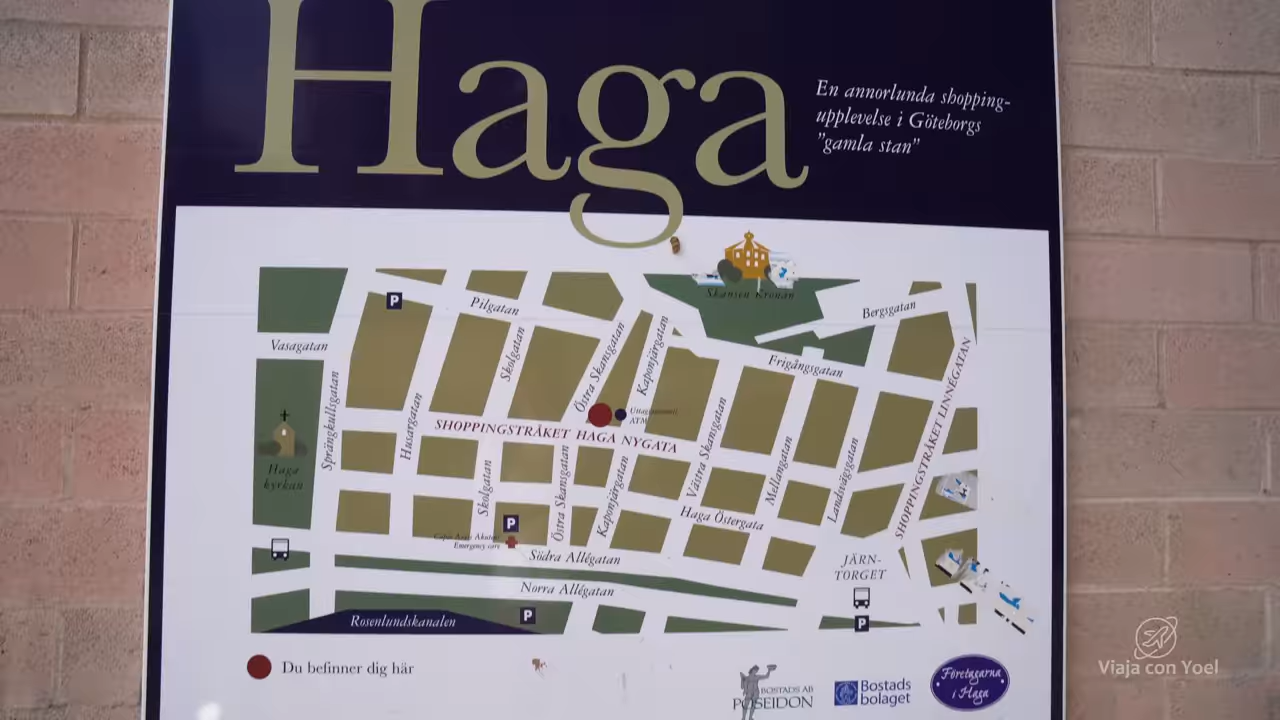 Haga
En annorlunda shopping-
upplevelse i Göteborgs
"gamla stan"
Skansen Kronan
P
Pilgatan
Bergsgatan
Vasagatan
Skolgatan
Östra Skansgatan
Kaponjärgatan
Frigångsgatan
SHOPPINGSTRÅKET LINNÉGATAN
Sprängkullsgatan
Husargatan
ATM
SHOPPINGSTRÅKET HAGA NYGATA
Västra Skansgatan
Mellangatan
Landsvägsgatan
Haga
kyrkan
Skolgatan
Östra Skansgatan
Kaponjärgatan
Haga Östergata
P
Emergency care
Södra Allégatan
JÄRN-
TORGET
Norra Allégatan
Rosenlundskanalen
P
P
Du befinner dig här
BOSTADS AB
POSEIDON
Bostads
bolaget
Företagarna
i Haga
Viaja con Yoel